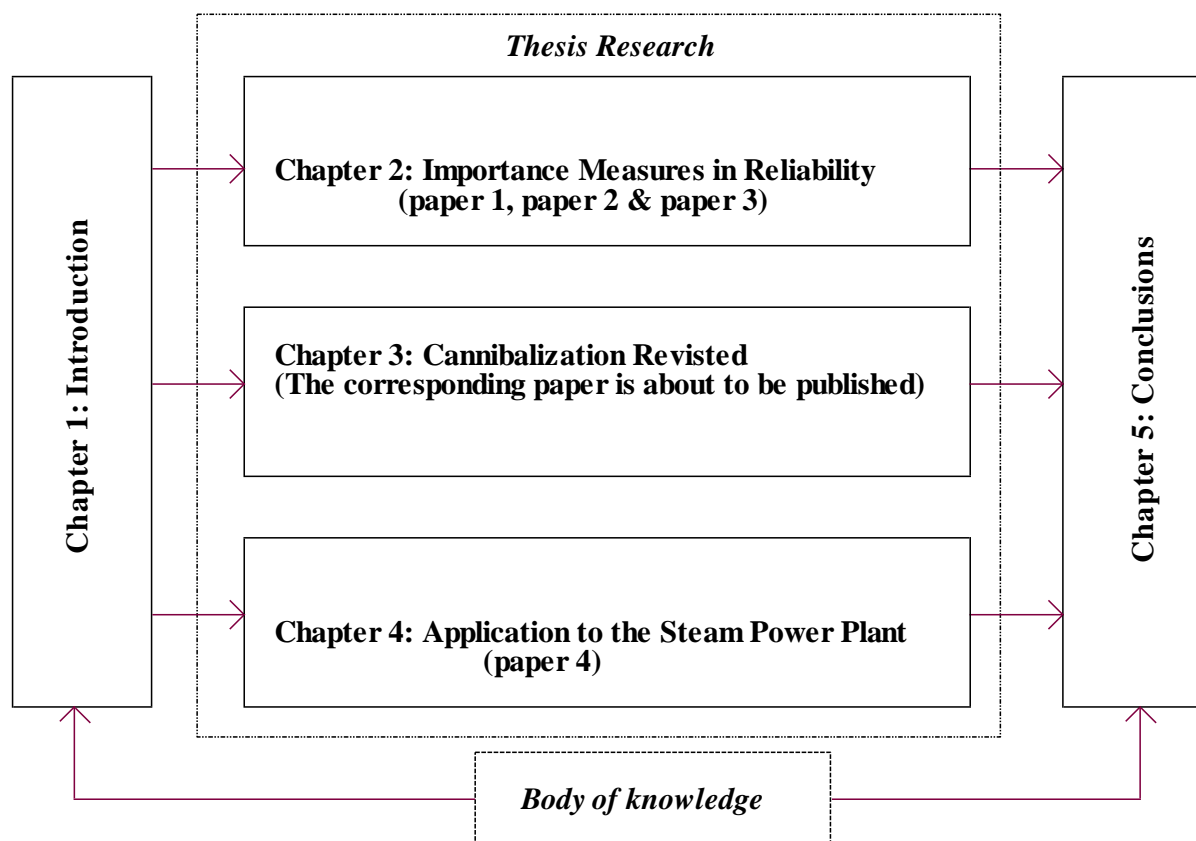 Thesis Research
Chapter 1: Introduction
Chapter 2: Importance Measures in Reliability
(paper 1, paper 2 & paper 3)
Chapter 3: Cannibalization Revisted
(The corresponding paper is about to be published)
Chapter 4: Application to the Steam Power Plant
(paper 4)
Chapter 5: Conclusions
Body of knowledge